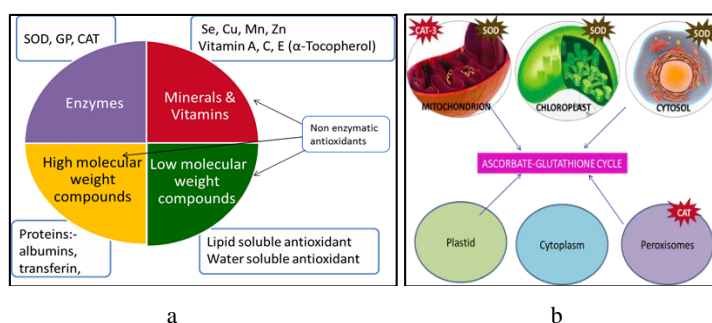 SOD, GP, CAT
Se, Cu, Mn, Zn
Vitamin A, C, E (α-Tocopherol)
Enzymes
Minerals &
Vitamins
Non enzymatic
antioxidants
High molecular
weight
compounds
Low molecular
weight
compounds
Proteins:-
albumins,
transferin,
Lipid soluble antioxidant
Water soluble antioxidant
a
CAT-3
SOD
SOD
SOD
MITOCHONDRION
CHLOROPLAST
CYTOSOL
ASCORBATE-GLUTATHIONE CYCLE
CAT
Plastid
Cytoplasm
Peroxisomes
b